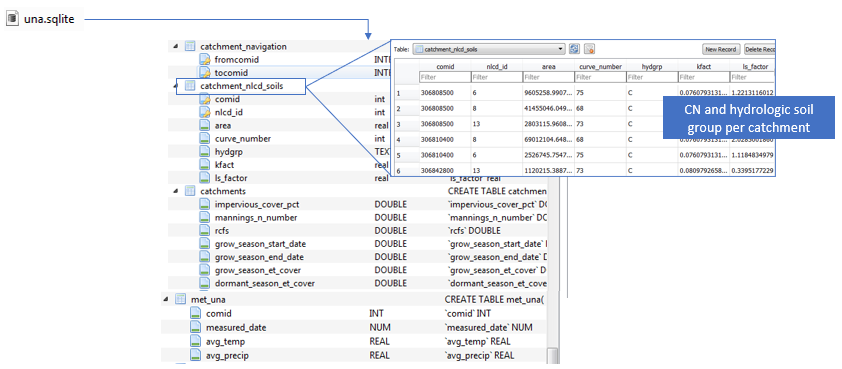 una.sqlite
catchment_navigation
fromcomid INT
tocomid INT
catchment_nlcd_soils
comid int
nlcd_id int
area real
curve_number int
hydgrp TEX
kfact real
ls_factor real `ls_factor` real
catchments CREATE TABLE catchmen
impervious_cover_pct DOUBLE `impervious_cover_pct` DO
mannings_n_number DOUBLE `mannings_n_number` DOU
rcfs DOUBLE `rcfs` DOUBLE
grow_season_start_date DOUBLE `grow_season_start_date` D
grow_season_end_date DOUBLE `grow_season_end_date` D
grow_season_et_cover DOUBLE `grow_season_et_cover` DO
dormant_season_et_cover DOUBLE `dormant_season_et_cover`
met_una CREATE TABLE met_una(
comid INT `comid` INT
measured_date NUM `measured_date` NUM
avg_temp REAL `avg_temp` REAL
avg_precip REAL `avg_precip` REAL
Table: catchment_nlcd_soils New Record Delete Reco
comid nlcd_id area curve_number hydgrp kfact ls_factor
Filter Filter Filter Filter Filter Filter Filter
1 306808500 6 9605258.9907... 75 C 0.0760793131... 1.2213116012
2 306808500 8 41455046.049... 68 C
3 306808500 13 2803115.9608... 73 C
4 306810400 8 69012104.648... 68 C
5 306810400 6 2526745.7547... 75 C 0.0760793131... 1.1184834979
6 306842800 13 1120215.3887... 73 C 0.0809792658... 0.3395177229
CN and hydrologic soil
group per catchment